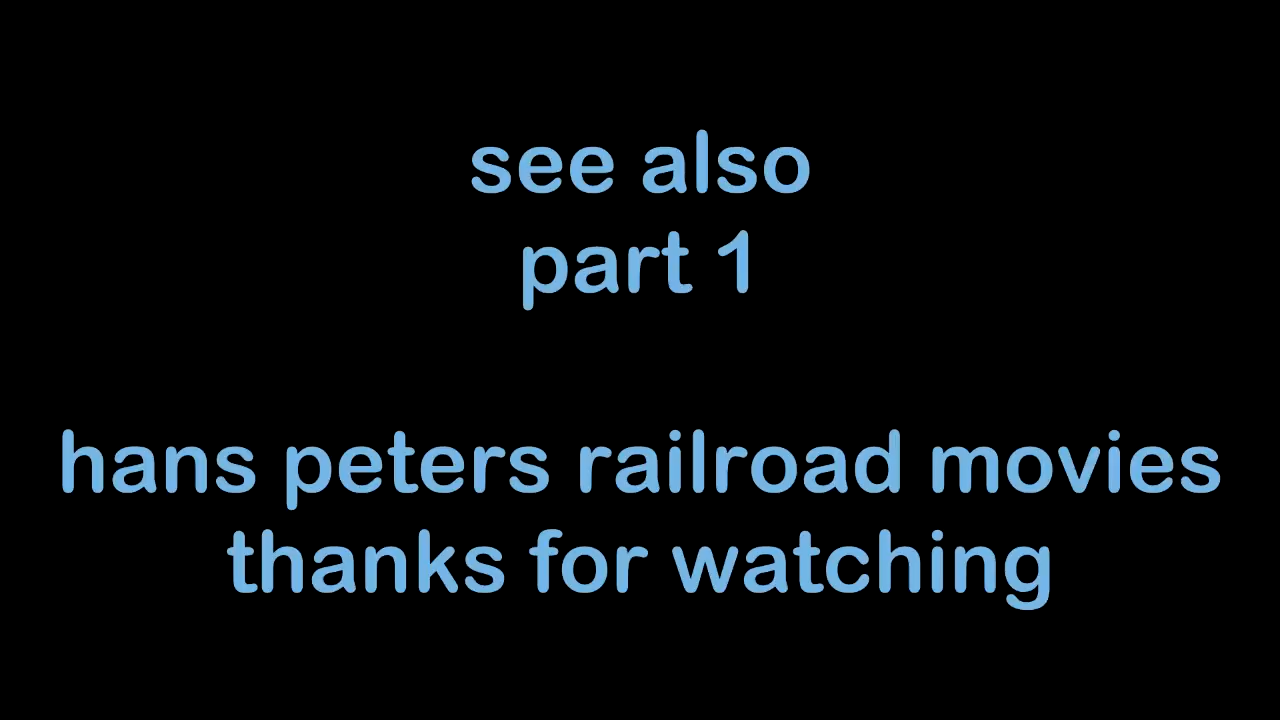 see also
part 1
hans peters railroad movies
thanks for watching